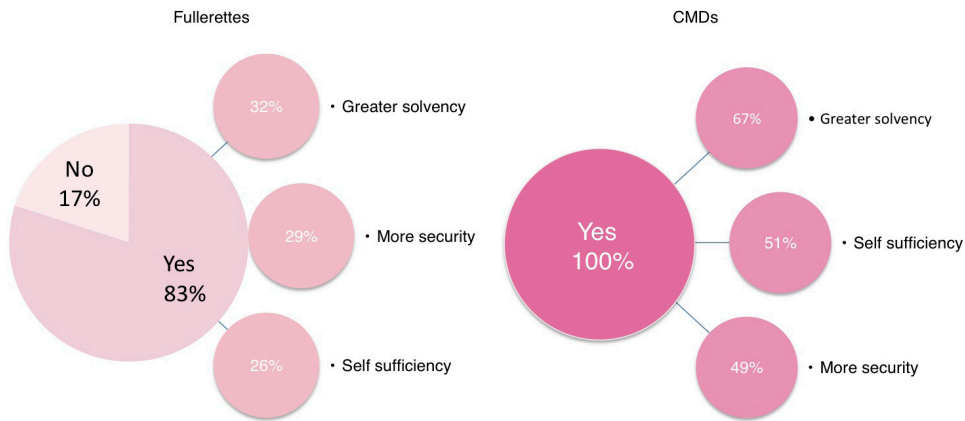 Fullerettes
No
17%
Yes
83%
32%
• Greater solvency
29%
• More security
26%
• Self sufficiency
CMDs
Yes
100%
67%
• Greater solvency
51%
• Self sufficiency
49%
• More security